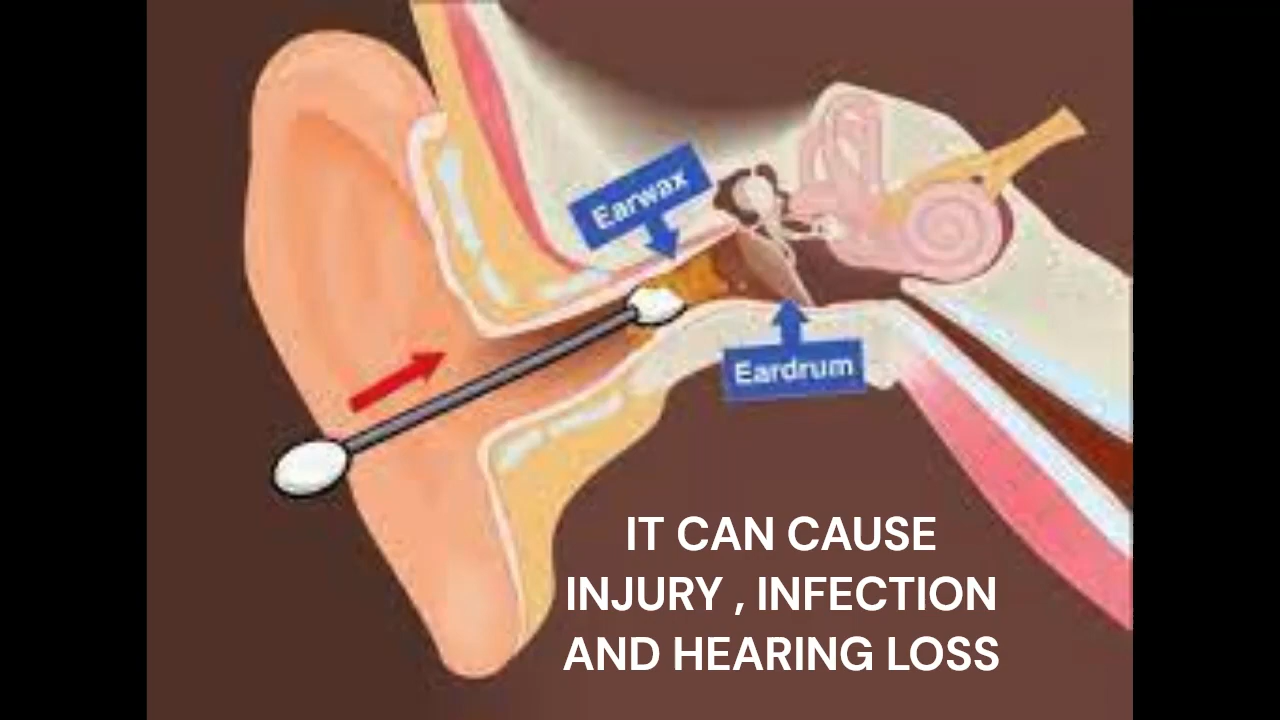 Earwax
Eardrum
IT CAN CAUSE
INJURY , INFECTION
AND HEARING LOSS